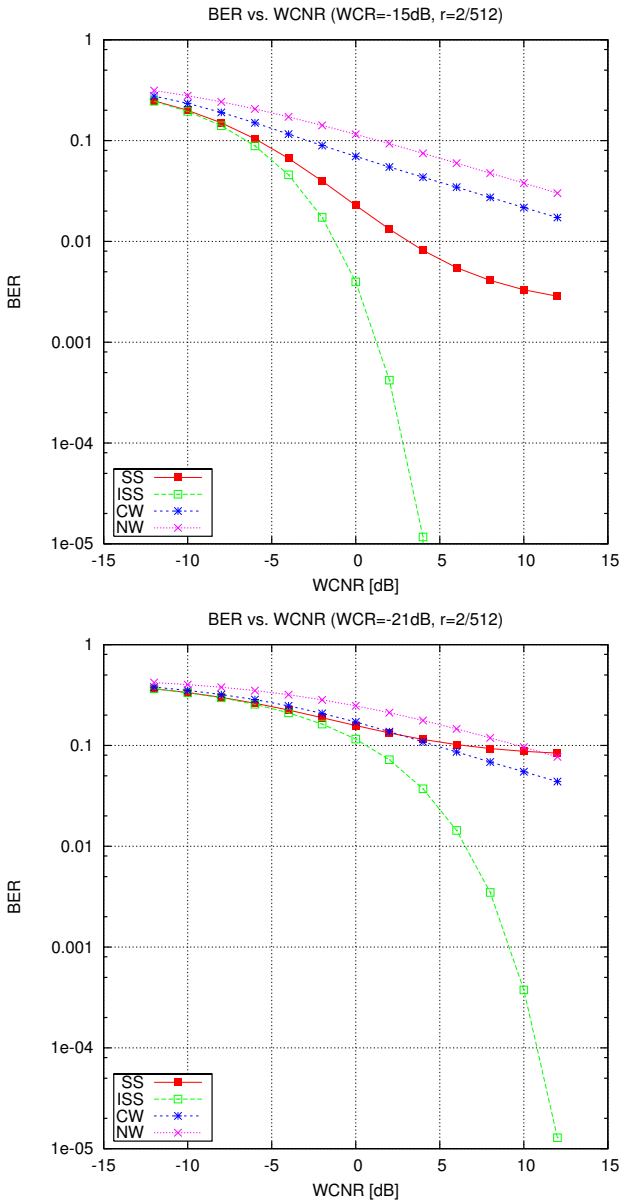 BER vs. WCNR (WCR=-15dB, r=2/512)
1
0.1
0.01
0.001
1e-04
1e-05
BER
SS
ISS
CW
NW
-15 -10 -5 0 5 10 15
WCNR [dB]
BER vs. WCNR (WCR=-21dB, r=2/512)
1
0.1
0.01
0.001
1e-04
1e-05
BER
SS
ISS
CW
NW
-15 -10 -5 0 5 10 15
WCNR [dB]